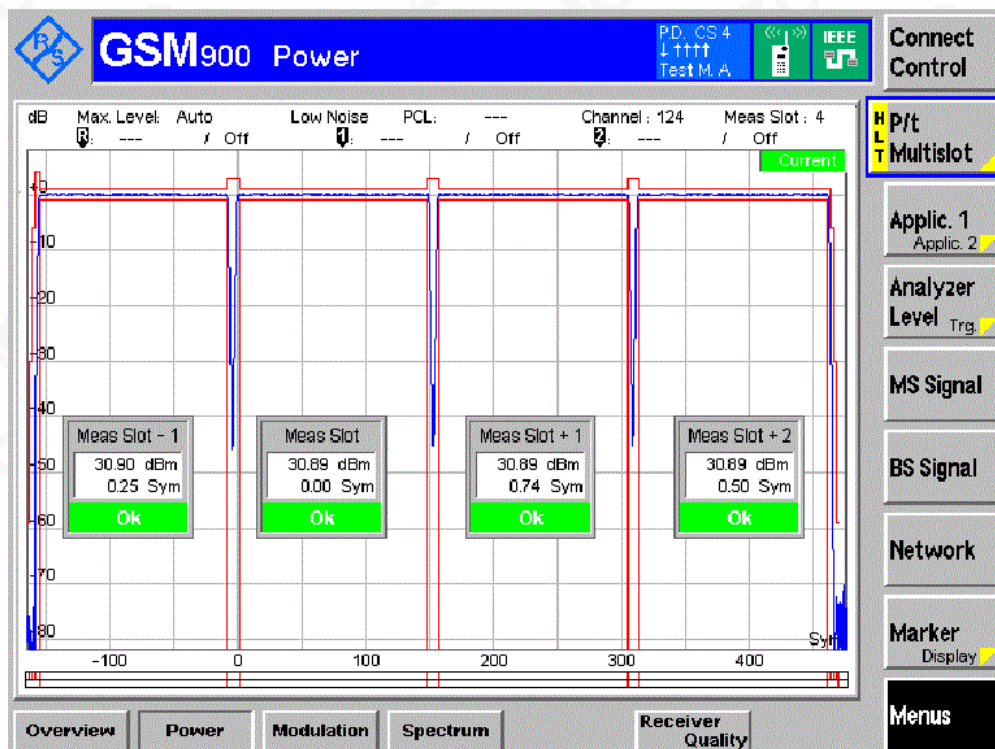 R S
GSM900 Power
P.D. CS 4
↓↑↑↑↑
Test M. A.
IEEE
Connect
Control
dB Max. Level: Auto Low Noise PCL: --- Channel : 124 Meas Slot : 4
R: --- / Off 1: --- / Off 2: --- / Off
H
L
T
P/t
Multislot
Current
+0
-10
-20
-30
-40
-50
-60
-70
-80
Meas Slot - 1
30.90 dBm
0.25 Sym
Ok
Meas Slot
30.89 dBm
0.00 Sym
Ok
Meas Slot + 1
30.89 dBm
0.74 Sym
Ok
Meas Slot + 2
30.89 dBm
0.50 Sym
Ok
-100 0 100 200 300 400
Applic. 1
Applic. 2
Analyzer
Level Trg.
MS Signal
BS Signal
Network
Marker
Display
Menus
Overview Power Modulation Spectrum Receiver
Quality